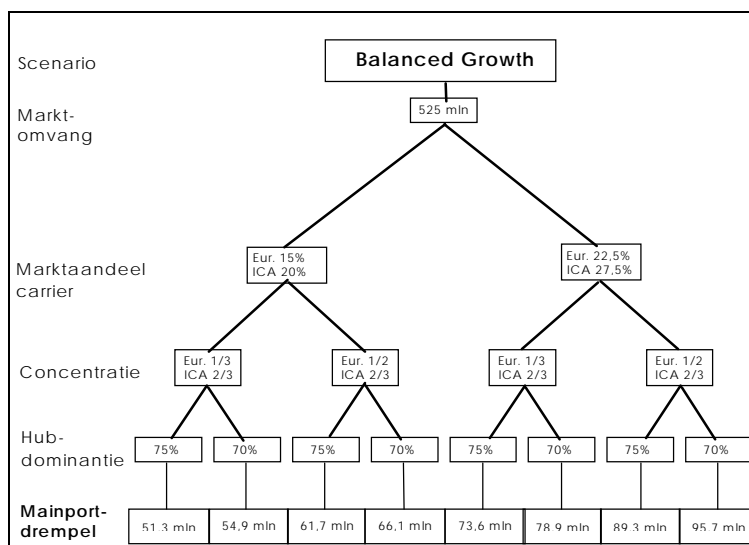 Scenario
Balanced Growth
Markt-
omvang
525 mln
Marktaandeel
carrier
Eur. 15%
ICA 20%
Eur. 22,5%
ICA 27,5%
Concentratie
Eur. 1/3
ICA 2/3
Eur. 1/2
ICA 2/3
Eur. 1/3
ICA 2/3
Eur. 1/2
ICA 2/3
Hub-
dominantie
75%
70%
75%
70%
75%
70%
75%
70%
Mainport-
drempel
51,3 mln
54,9 mln
61,7 mln
66,1 mln
73,6 mln
78,9 mln
89,3 mln
95,7 mln